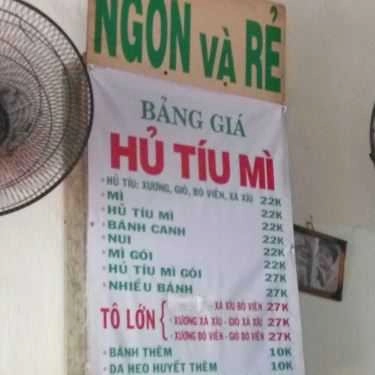 NGON VÀ RẺ
BẢNG GIÁ
HỦ TÍU MÌ
• HỦ TÍU: XƯƠNG, GIÒ, BÒ VIÊN, XÁ XÍU 22K
• MÌ 22K
• HỦ TÍU MÌ 22K
• BÁNH CANH 22K
• NUI 22K
• MÌ GÓI 22K
• HỦ TÍU MÌ GÓI 27K
• NHIỀU BÁNH 27K
TÔ LỚN { XÁ XÍU BÒ VIÊN 27K
• XƯƠNG XÁ XÍU - GIÒ XÁ XÍU 27K
• XƯƠNG BÒ VIÊN - GIÒ BÒ VIÊN 27K
• BÁNH THÊM 10K
• DA HEO HUYẾT THÊM 10K